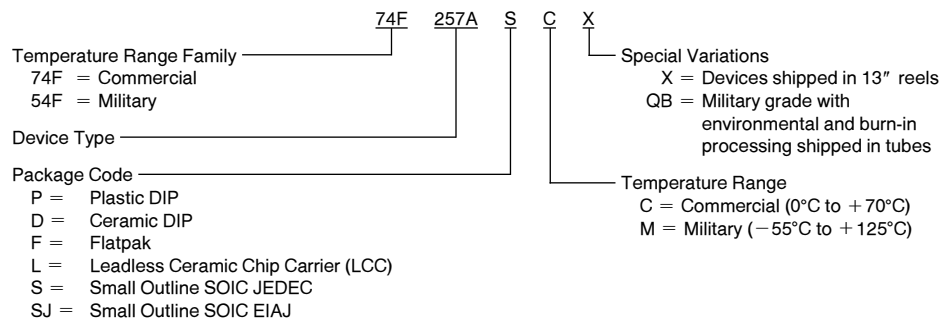 74F 257A S C X
Temperature Range Family
74F = Commercial
54F = Military
Device Type
Package Code
P = Plastic DIP
D = Ceramic DIP
F = Flatpak
L = Leadless Ceramic Chip Carrier (LCC)
S = Small Outline SOIC JEDEC
SJ = Small Outline SOIC EIAJ
Special Variations
X = Devices shipped in 13″ reels
QB = Military grade with
environmental and burn-in
processing shipped in tubes
Temperature Range
C = Commercial (0°C to +70°C)
M = Military (−55°C to +125°C)